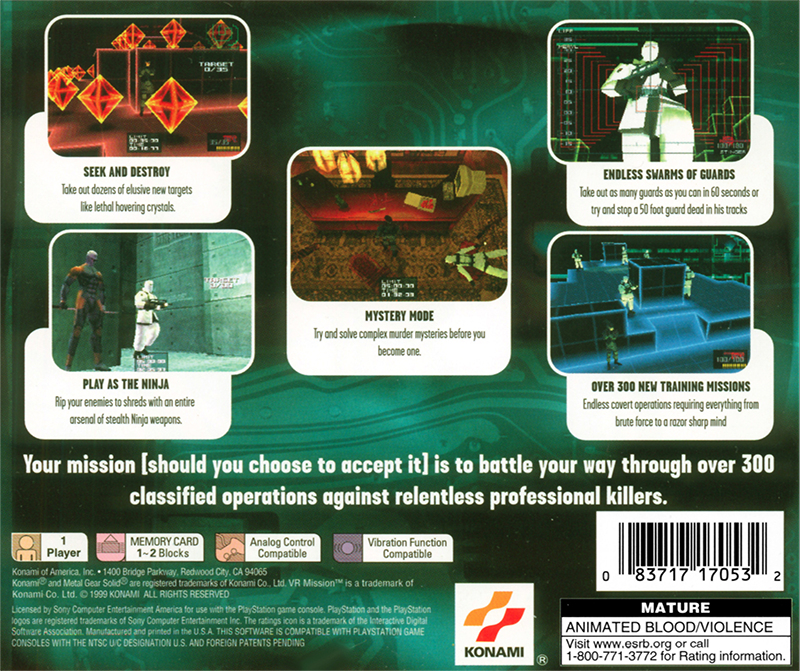 TARGET
0/35
SEEK AND DESTROY
Take out dozens of elusive new targets
like lethal hovering crystals.
LIFE
ENDLESS SWARMS OF GUARDS
Take out as many guards as you can in 60 seconds or
try and stop a 50 foot guard dead in his tracks
MYSTERY MODE
Try and solve complex murder mysteries before you
become one.
TARGET
PLAY AS THE NINJA
Rip your enemies to shreds with an entire
arsenal of stealth Ninja weapons.
OVER 300 NEW TRAINING MISSIONS
Endless covert operations requiring everything from
brute force to a razor sharp mind
Your mission [should you choose to accept it] is to battle your way through over 300
classified operations against relentless professional killers.
1
Player
MEMORY CARD
1~2 Blocks
Analog Control
Compatible
Vibration Function
Compatible
Konami of America, Inc. • 1400 Bridge Parkway, Redwood City, CA 94065
Konami® and Metal Gear Solid® are registered trademarks of Konami Co., Ltd. VR Mission™ is a trademark of
Konami Co. Ltd. © 1999 KONAMI ALL RIGHTS RESERVED
Licensed by Sony Computer Entertainment America for use with the PlayStation game console. PlayStation and the PlayStation
logos are registered trademarks of Sony Computer Entertainment Inc. The ratings icon is a trademark of the Interactive Digital
Software Association. Manufactured and printed in the U.S.A. THIS SOFTWARE IS COMPATIBLE WITH PLAYSTATION GAME
CONSOLES WITH THE NTSC U/C DESIGNATION. U.S. AND FOREIGN PATENTS PENDING
KONAMI ®
0 83717 17053 2
MATURE
ANIMATED BLOOD/VIOLENCE
Visit www.esrb.org or call
1-800-771-3772 for Rating information.